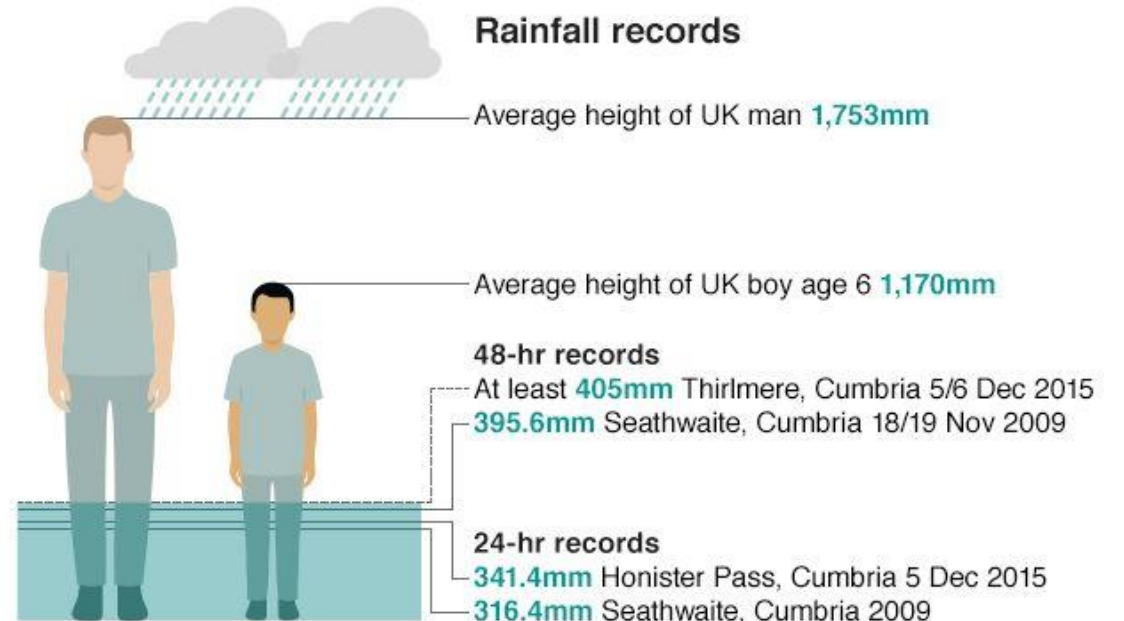 Rainfall records
Average height of UK man 1,753mm
Average height of UK boy age 6 1,170mm
48-hr records
At least 405mm Thirlmere, Cumbria 5/6 Dec 2015
395.6mm Seathwaite, Cumbria 18/19 Nov 2009
24-hr records
341.4mm Honister Pass, Cumbria 5 Dec 2015
316.4mm Seathwaite, Cumbria 2009